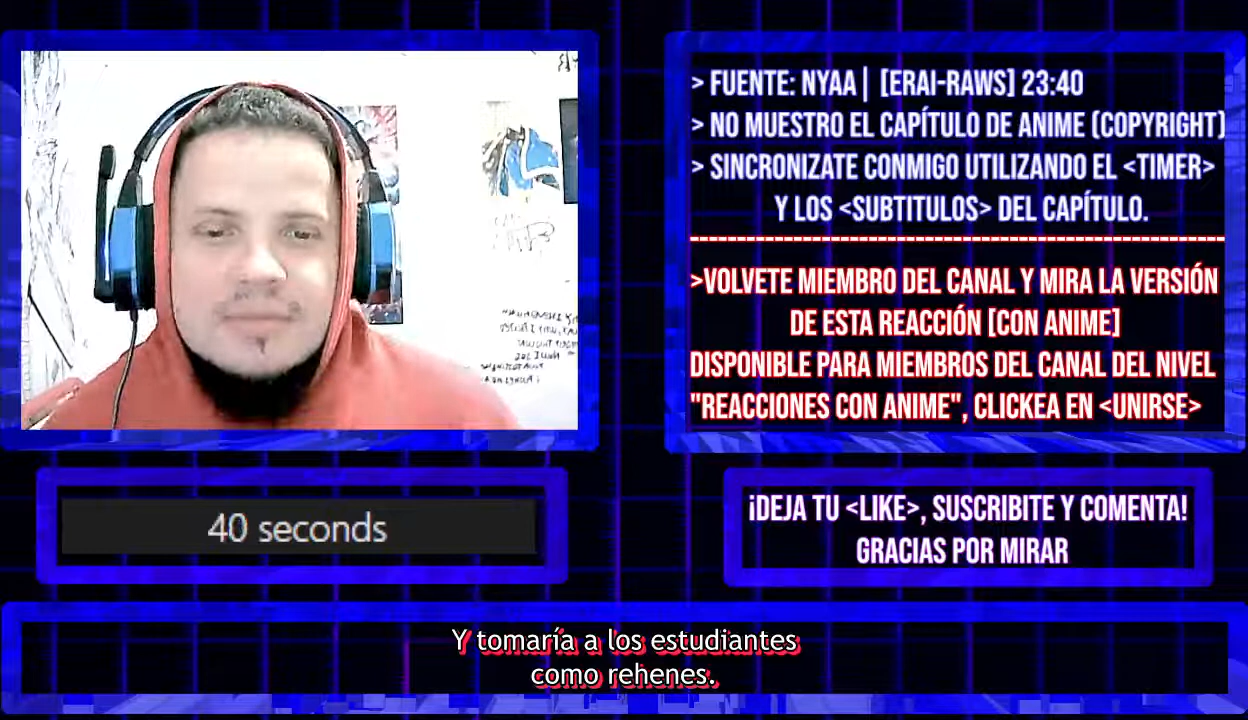 > FUENTE: NYAA| [ERAI-RAWS] 23:40
> NO MUESTRO EL CAPÍTULO DE ANIME (COPYRIGHT)
> SINCRONIZATE CONMIGO UTILIZANDO EL <TIMER>
Y LOS <SUBTITULOS> DEL CAPÍTULO.
>VOLVETE MIEMBRO DEL CANAL Y MIRA LA VERSIÓN
DE ESTA REACCIÓN [CON ANIME]
DISPONIBLE PARA MIEMBROS DEL CANAL DEL NIVEL
"REACCIONES CON ANIME", CLICKEA EN <UNIRSE>
40 seconds
¡DEJA TU <LIKE>, SUSCRIBITE Y COMENTA!
GRACIAS POR MIRAR
Y tomaría a los estudiantes
como rehenes.